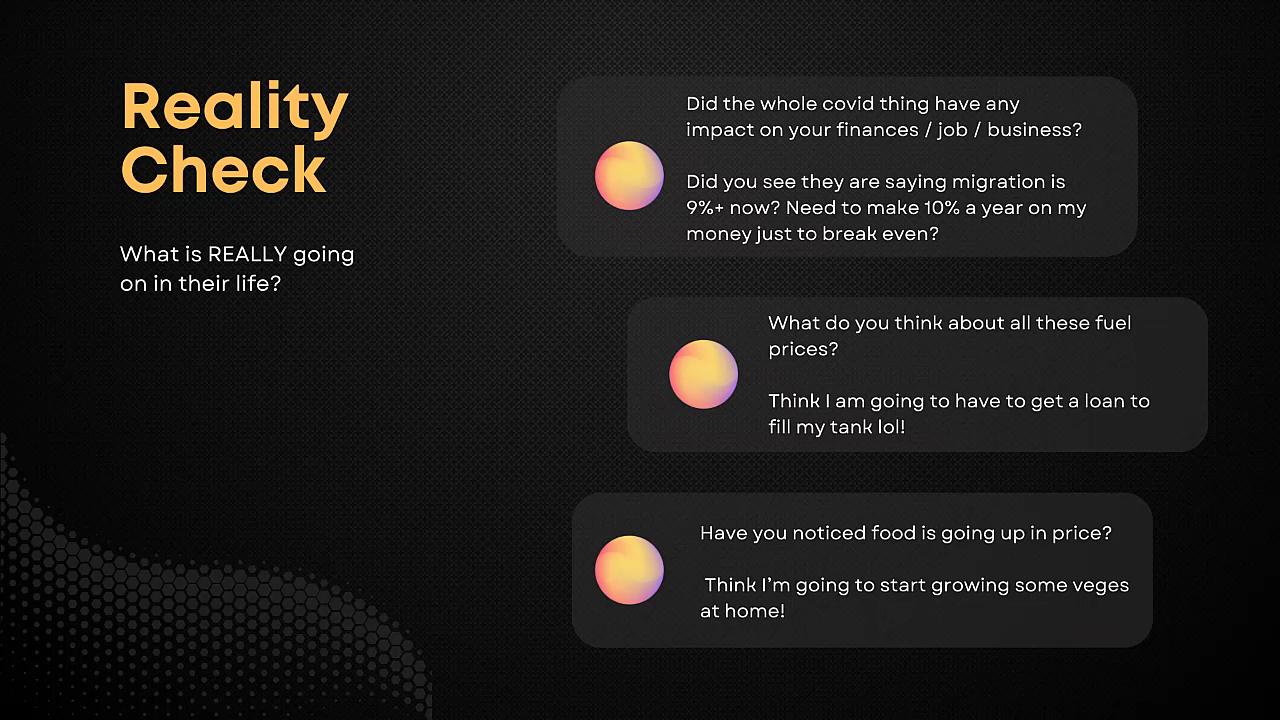 Reality
Check
What is REALLY going
on in their life?
Did the whole covid thing have any
impact on your finances / job / business?
Did you see they are saying migration is
9%+ now? Need to make 10% a year on my
money just to break even?
What do you think about all these fuel
prices?
Think I am going to have to get a loan to
fill my tank lol!
Have you noticed food is going up in price?
Think I'm going to start growing some veges
at home!